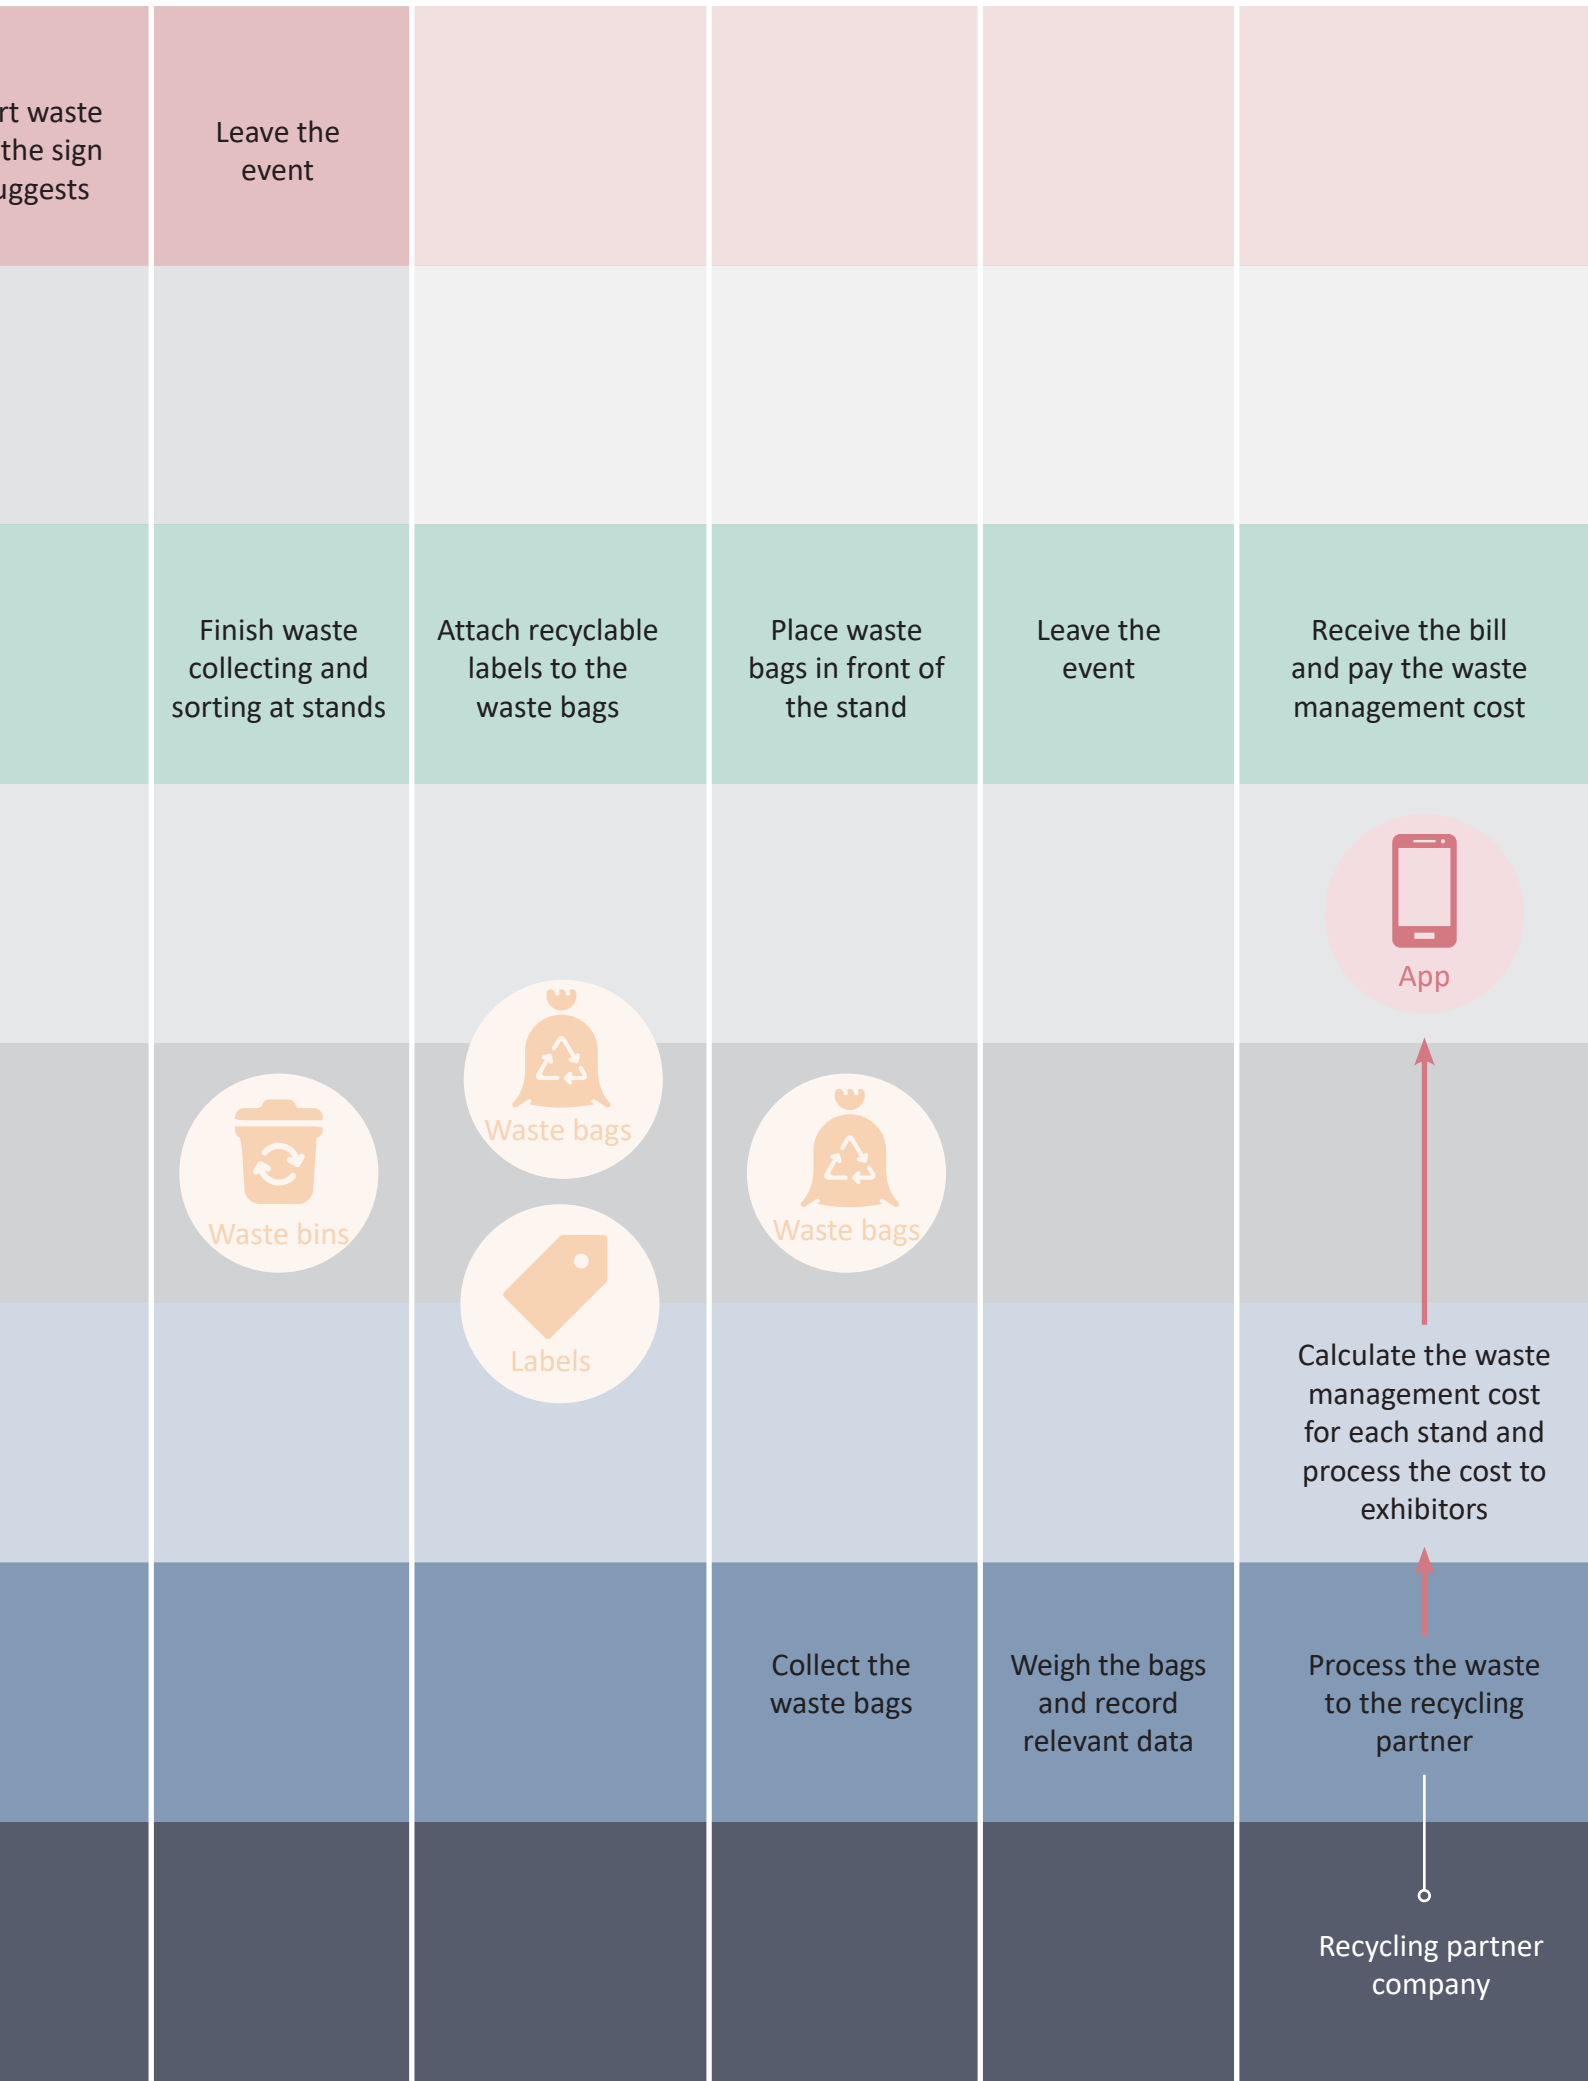 rt waste
the sign
uggests
Leave the
event
Finish waste
collecting and
sorting at stands
Attach recyclable
labels to the
waste bags
Place waste
bags in front of
the stand
Leave the
event
Receive the bill
and pay the waste
management cost
App
Waste bags
Waste bins
Waste bags
Labels
Calculate the waste
management cost
for each stand and
process the cost to
exhibitors
Collect the
waste bags
Weigh the bags
and record
relevant data
Process the waste
to the recycling
partner
Recycling partner
company